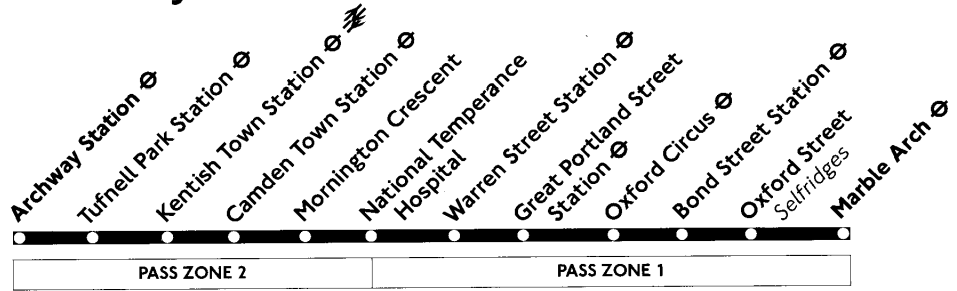 Archway Station
Tufnell Park Station
Kentish Town Station
Camden Town Station
Mornington Crescent
National Temperance
Hospital
Warren Street Station
Great Portland Street
Station
Oxford Circus
Bond Street Station
Oxford Street
Selfridges
Marble Arch
PASS ZONE 2
PASS ZONE 1